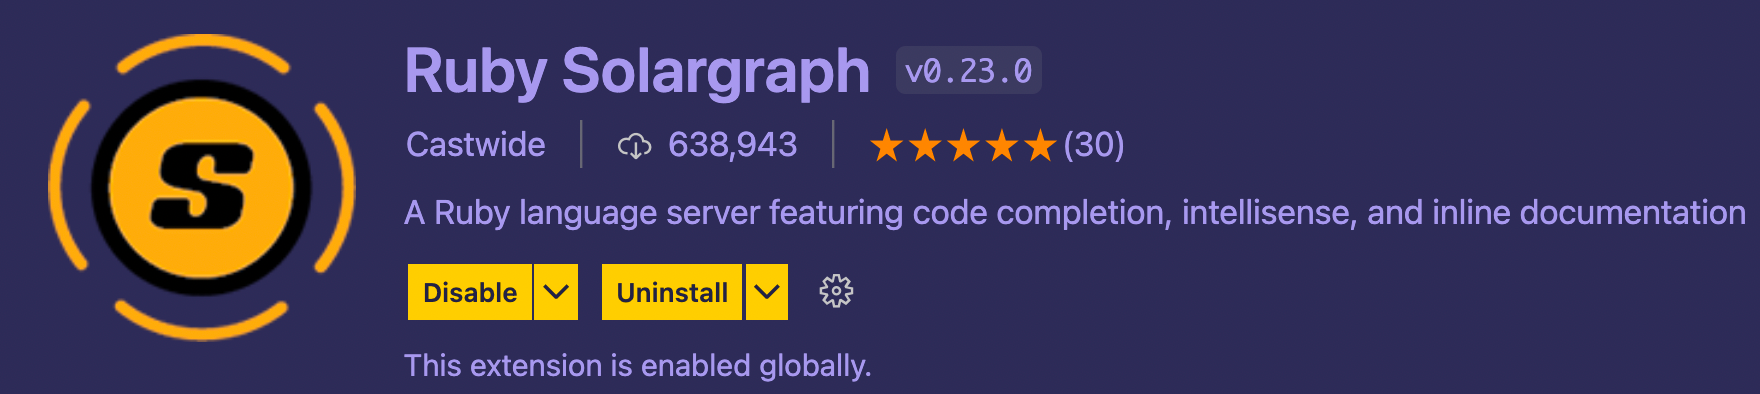 S
Ruby Solargraph v0.23.0
Castwide 638,943 (30)
A Ruby language server featuring code completion, intellisense, and inline documentation
Disable Uninstall
This extension is enabled globally.